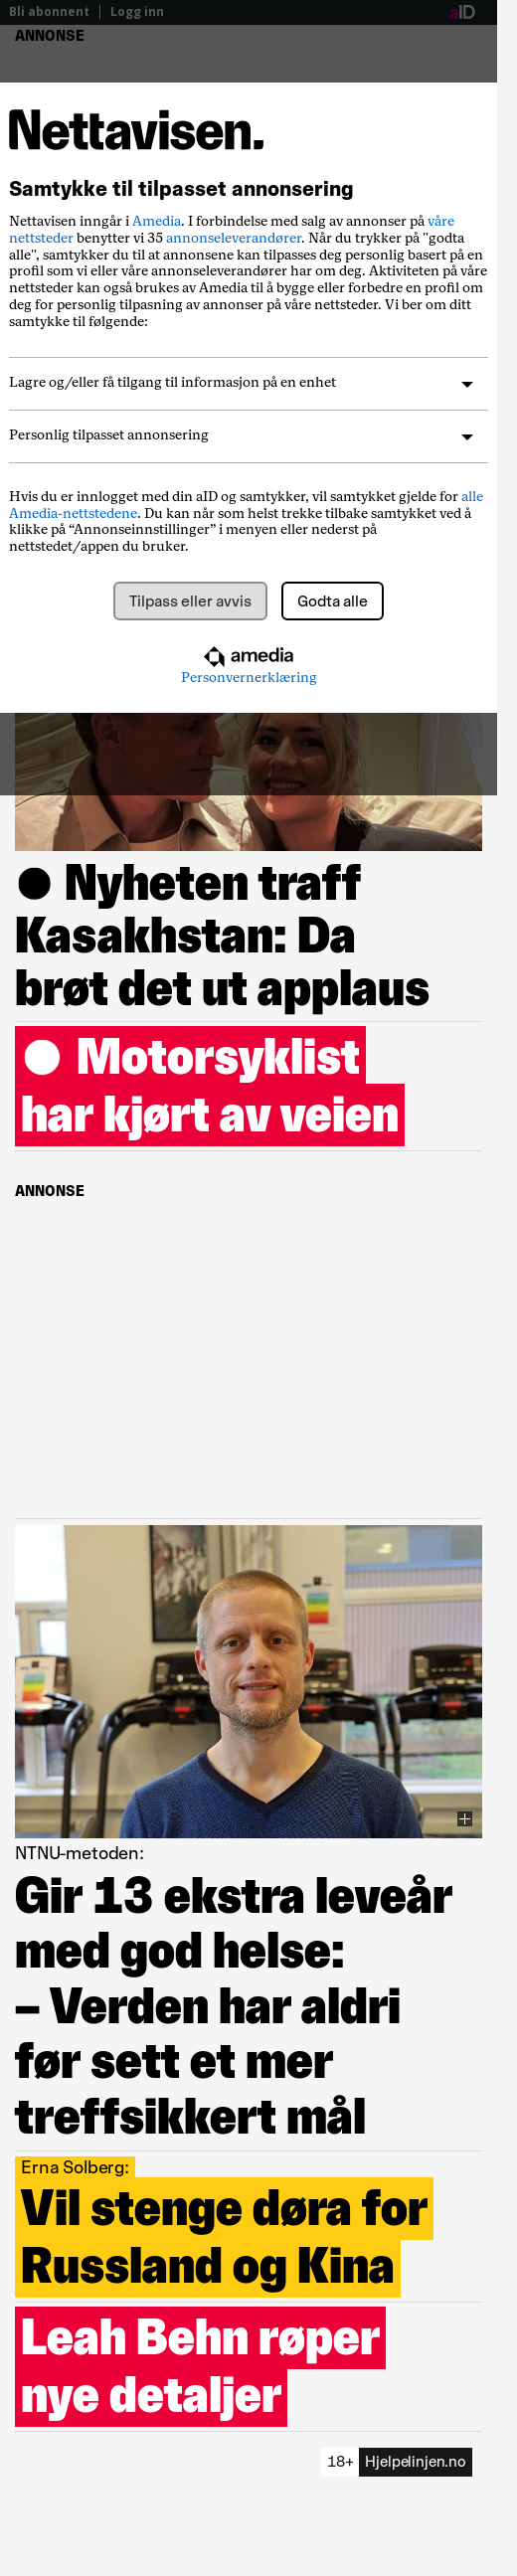 Bli abonnent | Logg inn
aID
ANNONSE
Nettavisen.
Samtykke til tilpasset annonsering
Nettavisen inngår i Amedia. I forbindelse med salg av annonser på våre
nettsteder benytter vi 35 annonseleverandører. Når du trykker på "godta
alle", samtykker du til at annonsene kan tilpasses deg personlig basert på en
profil som vi eller våre annonseleverandører har om deg. Aktiviteten på våre
nettsteder kan også brukes av Amedia til å bygge eller forbedre en profil om
deg for personlig tilpasning av annonser på våre nettsteder. Vi ber om ditt
samtykke til følgende:
Lagre og/eller få tilgang til informasjon på en enhet
Personlig tilpasset annonsering
Hvis du er innlogget med din aID og samtykker, vil samtykket gjelde for alle
Amedia-nettstedene. Du kan når som helst trekke tilbake samtykket ved å
klikke på “Annonseinnstillinger” i menyen eller nederst på
nettstedet/appen du bruker.
Tilpass eller avvis
Godta alle
amedia
Personvernerklæring
● Nyheten traff
Kasakhstan: Da
brøt det ut applaus
● Motorsyklist
har kjørt av veien
ANNONSE
NTNU-metoden:
Gir 13 ekstra leveår
med god helse:
– Verden har aldri
før sett et mer
treffsikkert mål
Erna Solberg:
Vil stenge døra for
Russland og Kina
Leah Behn røper
nye detaljer
18+ Hjelpelinjen.no